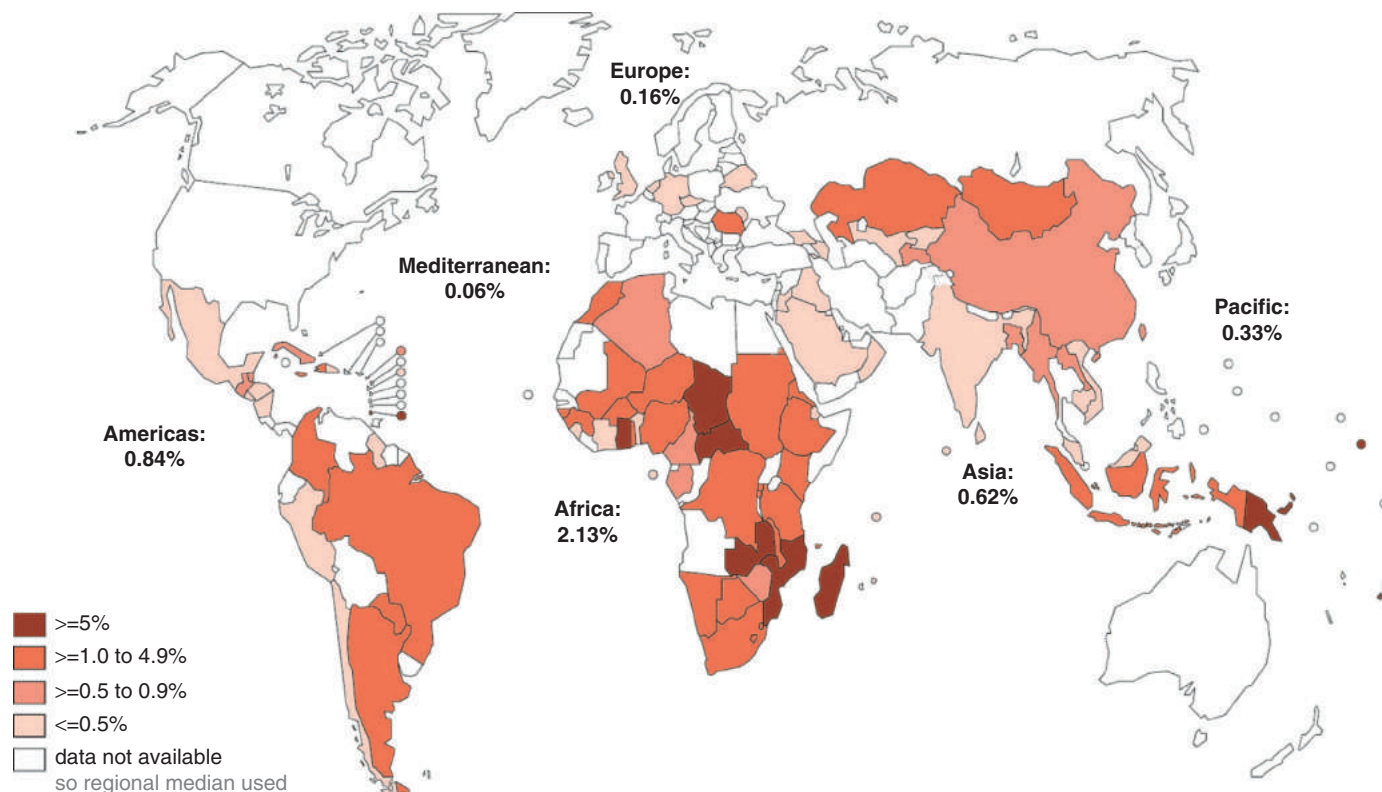 Europe:
0.16%
Mediterranean:
0.06%
Pacific:
0.33%
Americas:
0.84%
Asia:
0.62%
Africa:
2.13%
>=5%
>=1.0 to 4.9%
>=0.5 to 0.9%
<=0.5%
data not available
so regional median used